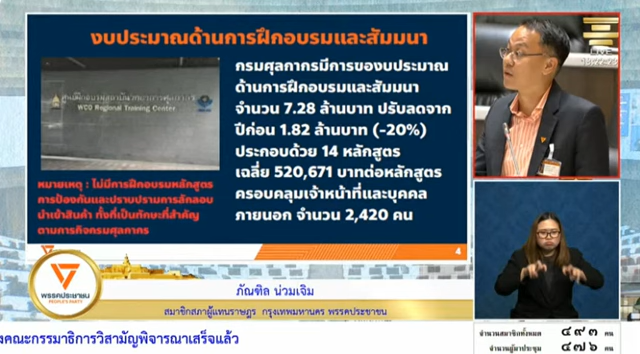 งบประมาณด้านการฝึกอบรมและสัมมนา
WCO Regional Training Center
กรมศุลกากรมีการของบประมาณ
ด้านการฝึกอบรมและสัมมนา
จำนวน 7.28 ล้านบาท ปรับลดจาก
ปีก่อน 1.82 ล้านบาท (-20%)
ประกอบด้วย 14 หลักสูตร
เฉลี่ย 520,671 บาทต่อหลักสูตร
ครอบคลุมเจ้าหน้าที่และบุคคล
ภายนอก จำนวน 2,420 คน
หมายเหตุ : ไม่มีการฝึกอบรมหลักสูตร
การป้องกันและปราบปรามการลักลอบ
นำเข้าสินค้า ทั้งที่เป็นทักษะที่สำคัญ
ตามภารกิจกรมศุลกากร
4
LIVE
พรรคประชาชน
PEOPLE'S PARTY
ภัณฑิล น่วมเจิม
สมาชิกสภาผู้แทนราษฎร กรุงเทพมหานคร พรรคประชาชน
งคณะกรรมาธิการวิสามัญพิจารณาเสร็จแล้ว
จำนวนสมาชิกทั้งหมด ๔๙๓ คน
จำนวนผู้มาประชุม ๔๗๖ คน